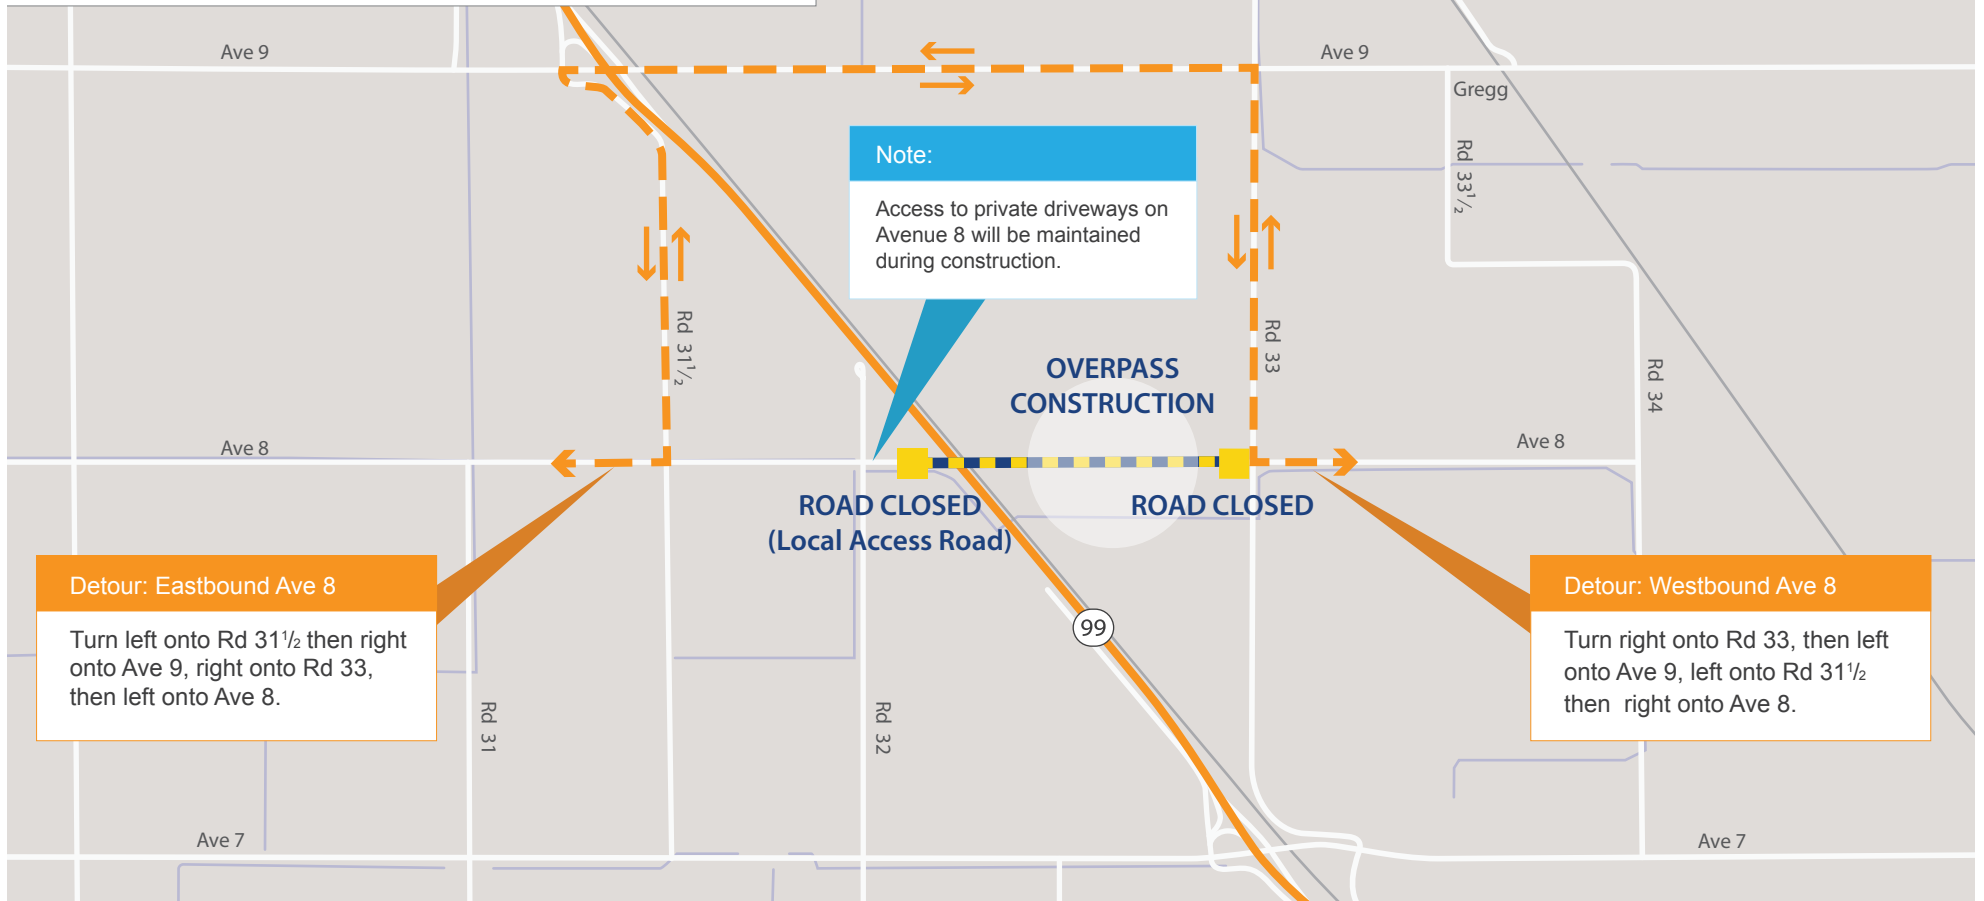 Ave 9
Ave 9
Gregg
Rd 33½
Note:
Access to private driveways on
Avenue 8 will be maintained
during construction.
Rd 31½
Rd 33
OVERPASS
CONSTRUCTION
Rd 34
Ave 8
Ave 8
ROAD CLOSED
(Local Access Road)
ROAD CLOSED
Detour: Eastbound Ave 8
Turn left onto Rd 31½ then right
onto Ave 9, right onto Rd 33,
then left onto Ave 8.
Detour: Westbound Ave 8
Turn right onto Rd 33, then left
onto Ave 9, left onto Rd 31½
then right onto Ave 8.
99
Rd 31
Rd 32
Ave 7
Ave 7